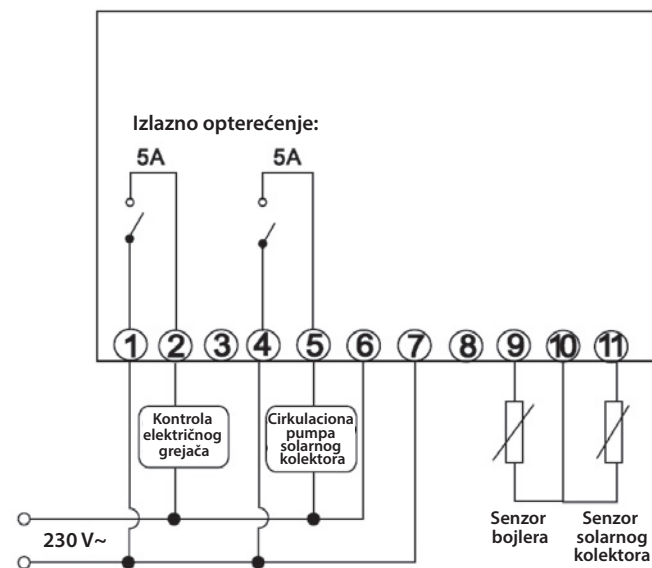 Izlazno opterećenje:
5A 5A
1 2 3 4 5 6 7 8 9 10 11
Kontrola
električnog
grejača
Cirkulaciona
pumpa
solarnog
kolektora
230 V~
Senzor
bojlera
Senzor
solarnog
kolektora